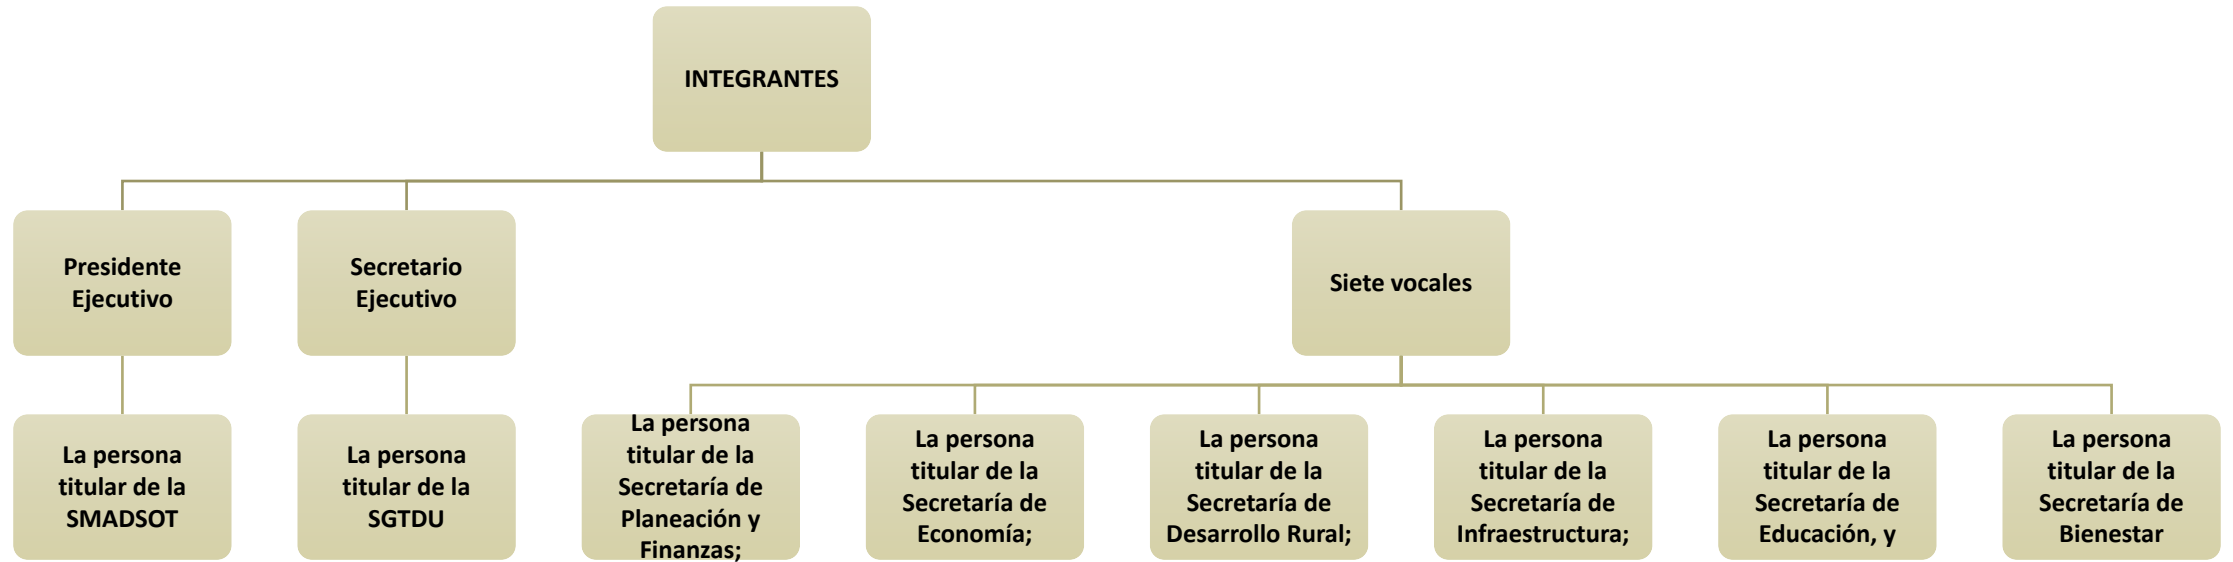 INTEGRANTES
Presidente
Ejecutivo
Secretario
Ejecutivo
Siete vocales
La persona
titular de la
SMADSOT
La persona
titular de la
SGTDU
La persona
titular de la
Secretaría de
Planeación y
Finanzas;
La persona
titular de la
Secretaría de
Economía;
La persona
titular de la
Secretaría de
Desarrollo Rural;
La persona
titular de la
Secretaría de
Infraestructura;
La persona
titular de la
Secretaría de
Educación, y
La persona
titular de la
Secretaría de
Bienestar